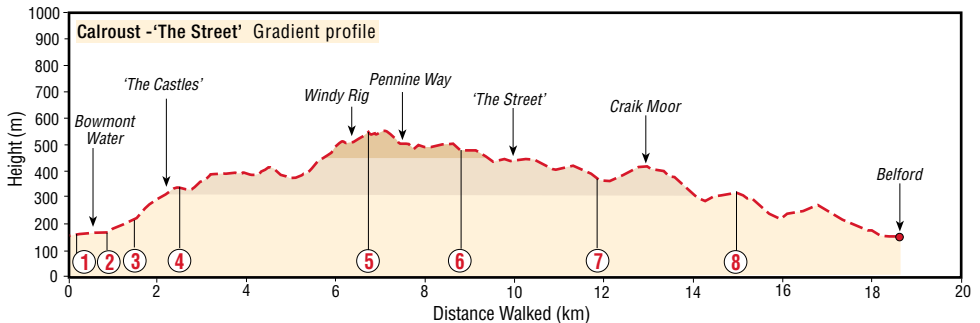 Calroust -‘The Street’ Gradient profile
Height (m)
1000
900
800
700
600
500
400
300
200
100
0
Bowmont
Water
‘The Castles’
Windy Rig
Pennine Way
‘The Street’
Craik Moor
Belford
1
2
3
4
5
6
7
8
0
2
4
6
8
10
12
14
16
18
20
Distance Walked (km)